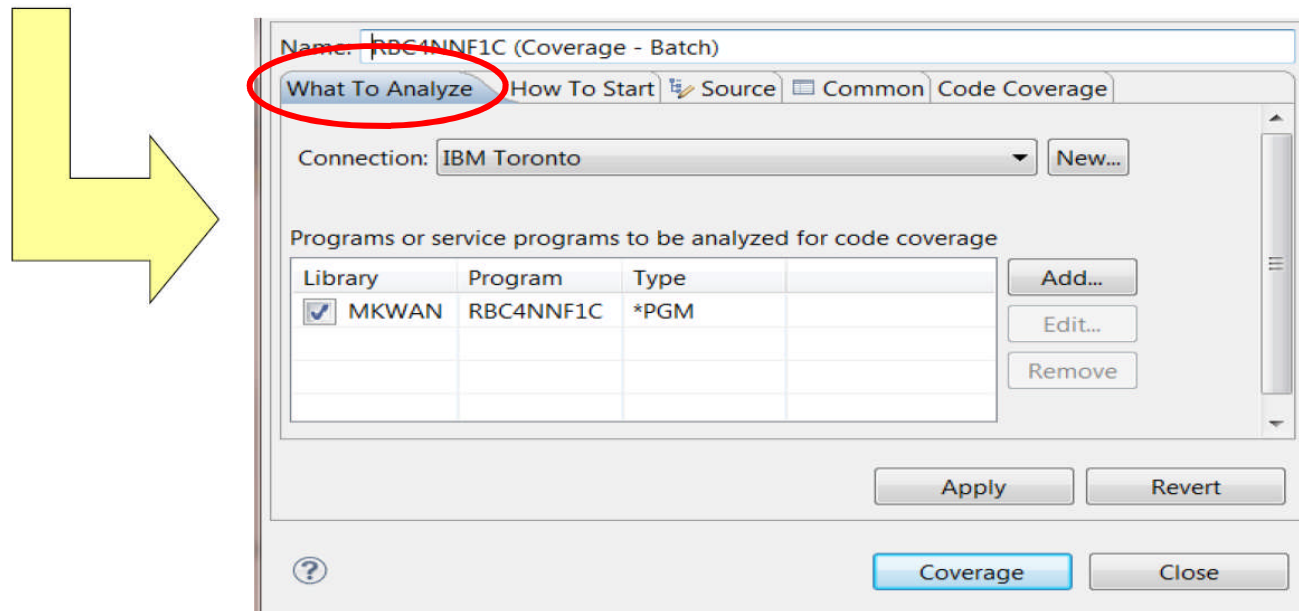 Name: RBC4NNF1C (Coverage - Batch)
What To Analyze How To Start Source Common Code Coverage
Connection: IBM Toronto New...
Programs or service programs to be analyzed for code coverage
Library Program Type Add...
MKWAN RBC4NNF1C *PGM
Edit...
Remove
Apply Revert
? Coverage Close